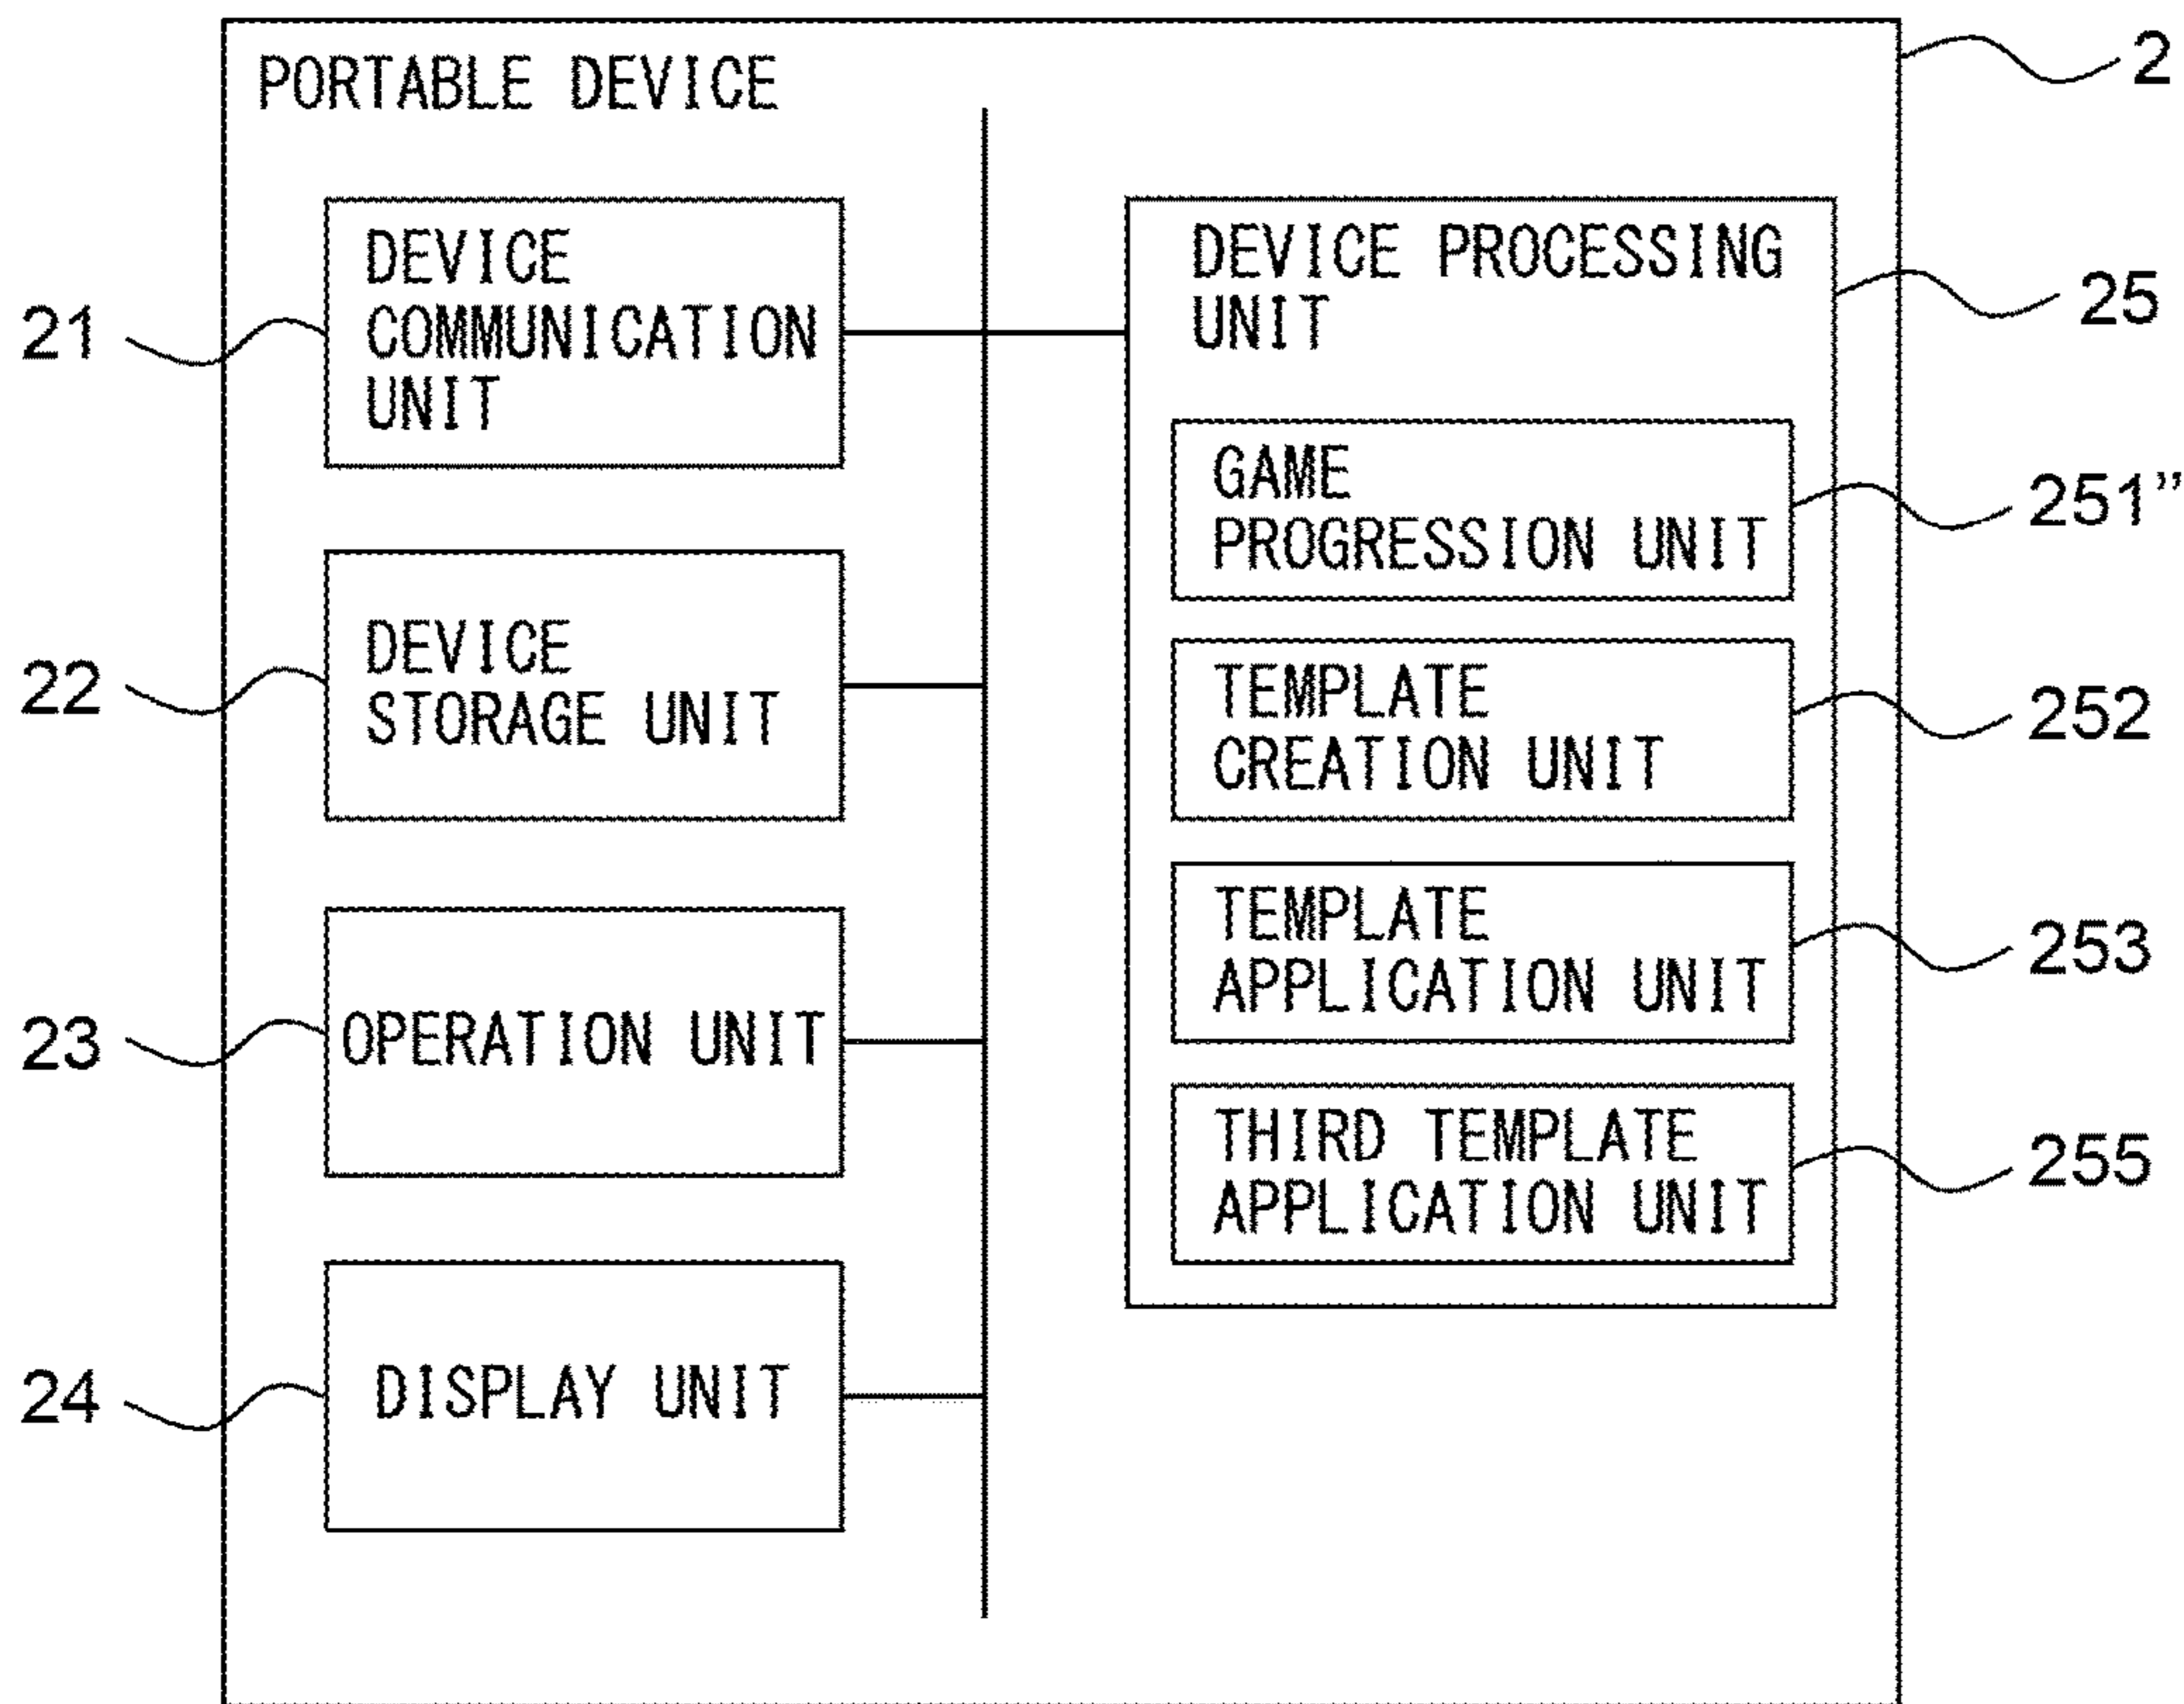 PORTABLE DEVICE
2
DEVICE
COMMUNICATION
UNIT
21
DEVICE
STORAGE UNIT
22
OPERATION UNIT
23
DISPLAY UNIT
24
DEVICE PROCESSING
UNIT
25
GAME
PROGRESSION UNIT
251”
TEMPLATE
CREATION UNIT
252
TEMPLATE
APPLICATION UNIT
253
THIRD TEMPLATE
APPLICATION UNIT
255